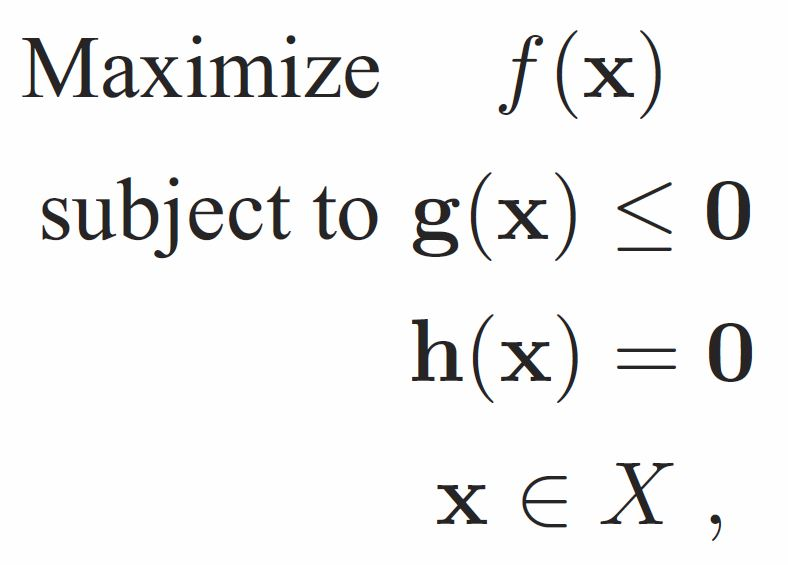 Maximize f(𝐱)
subject to 𝐠(𝐱) ≤ 𝟎
𝐡(𝐱) = 𝟎
𝐱 ∈ X ,